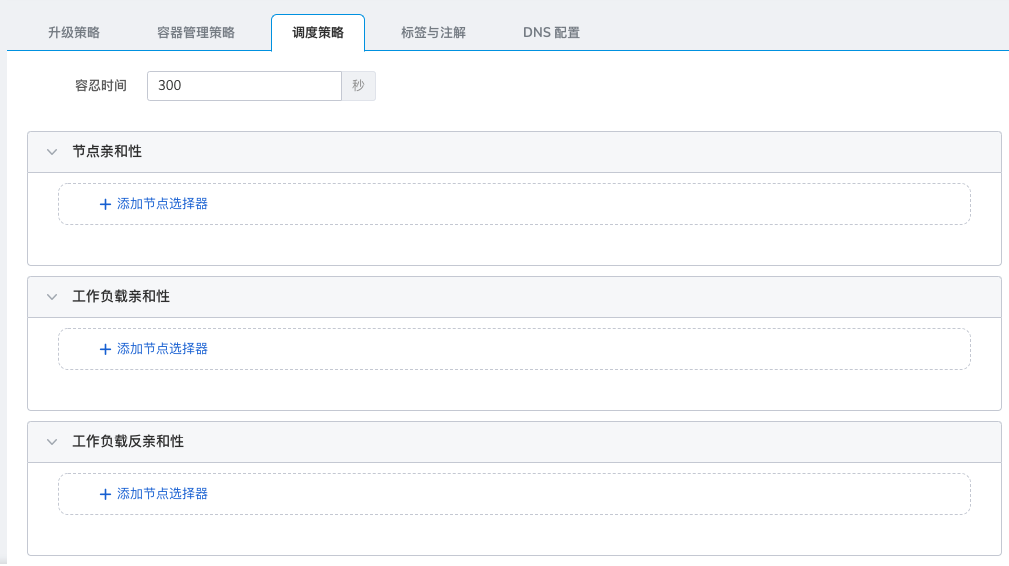 升级策略 容器管理策略 调度策略 标签与注解 DNS 配置
容忍时间 300 秒
节点亲和性
添加节点选择器
工作负载亲和性
添加节点选择器
工作负载反亲和性
添加节点选择器